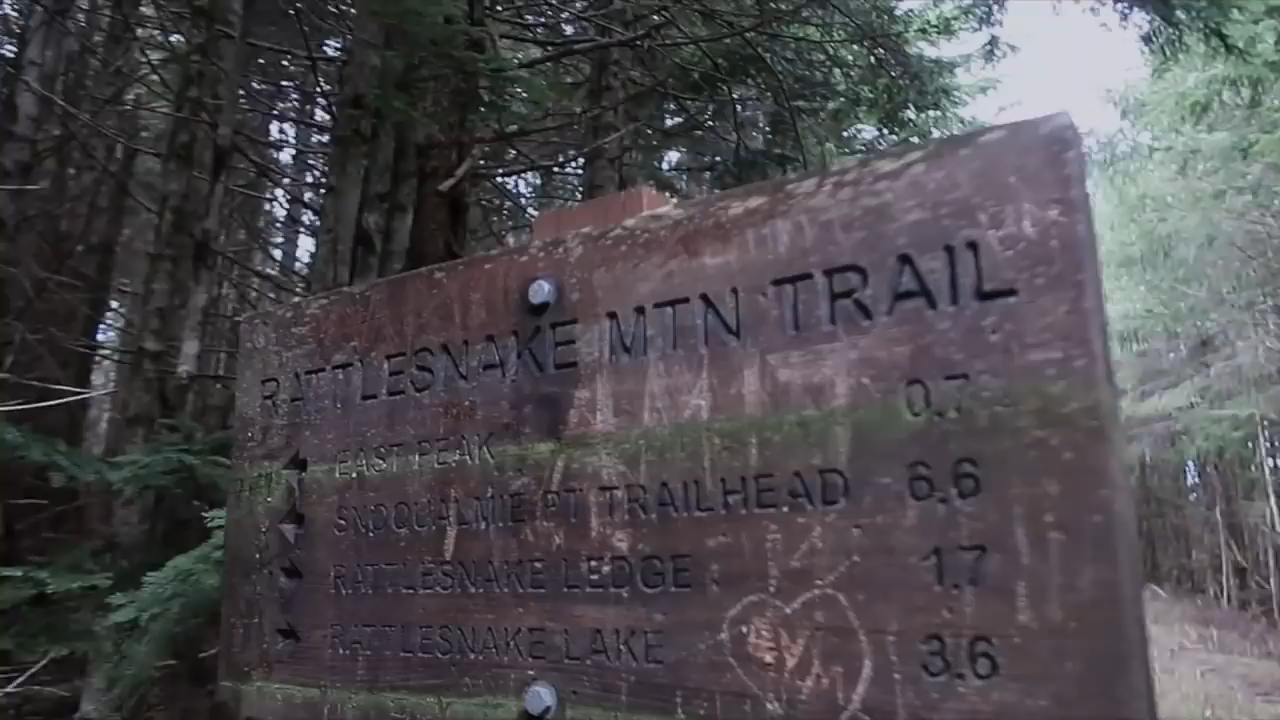 RATTLESNAKE MTN TRAIL
EAST PEAK 0.7
SNOQUALMIE PT TRAILHEAD 6.6
RATTLESNAKE LEDGE 1.7
RATTLESNAKE LAKE 3.6